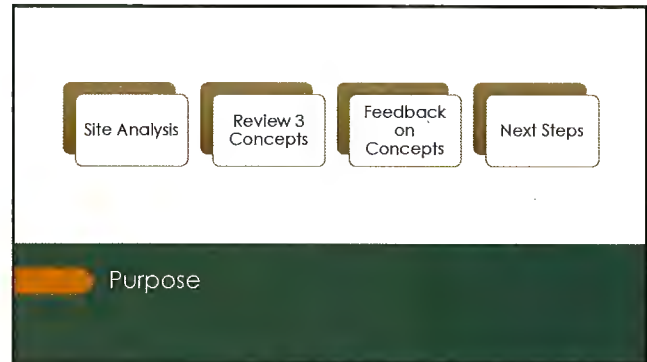 Site Analysis
Review 3
Concepts
Feedback
on
Concepts
Next Steps
Purpose